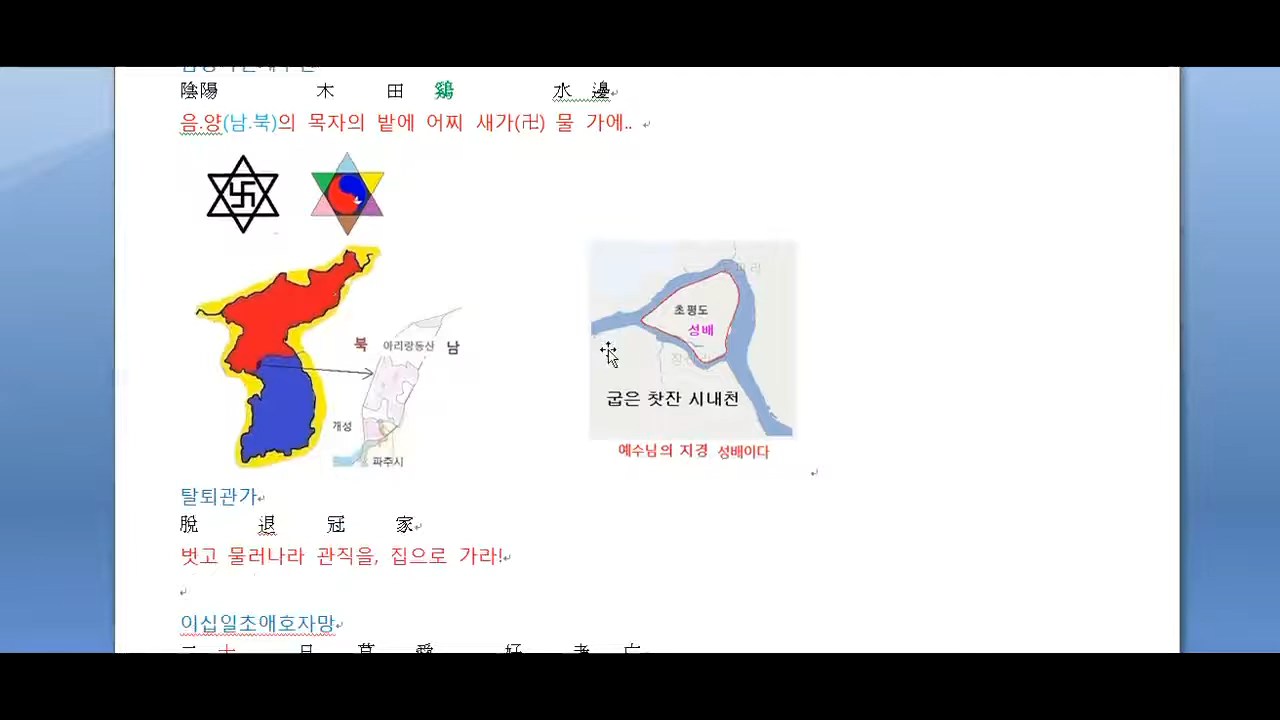 陰陽 木 田 鷄 水 邊
음.양(남.북)의 목자의 밭에 어찌 새가(卍) 물 가에..
卐
북 아리랑동산 남
개성
파주시
초평도
성배
굽은 찻잔 시내천
예수님의 지경 성배이다
탈퇴관가
脫 退 冠 家
벗고 물러나라 관직을, 집으로 가라!
이십일초애호자망